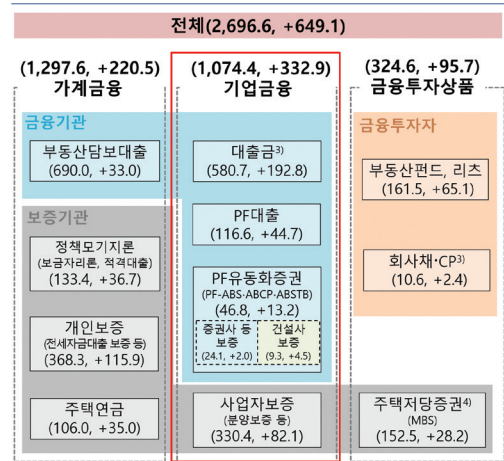 전체(2,696.6, +649.1)
(1,297.6, +220.5)
가계금융
(1,074.4, +332.9)
기업금융
(324.6, +95.7)
금융투자상품
금융기관
부동산담보대출
(690.0, +33.0)
보증기관
정책모기지론
(보금자리론, 적격대출)
(133.4, +36.7)
개인보증
(전세자금대출 보증 등)
(368.3, +115.9)
주택연금
(106.0, +35.0)
대출금3)
(580.7, +192.8)
PF대출
(116.6, +44.7)
PF유동화증권
(PF-ABS·ABCP·ABSTB)
(46.8, +13.2)
증권사 등
보증
(24.1, +2.0)
건설사
보증
(9.3, +4.5)
사업자보증
(분양보증 등)
(330.4, +82.1)
금융투자자
부동산펀드, 리츠
(161.5, +65.1)
회사채·CP3)
(10.6, +2.4)
주택저당증권4)
(MBS)
(152.5, +28.2)